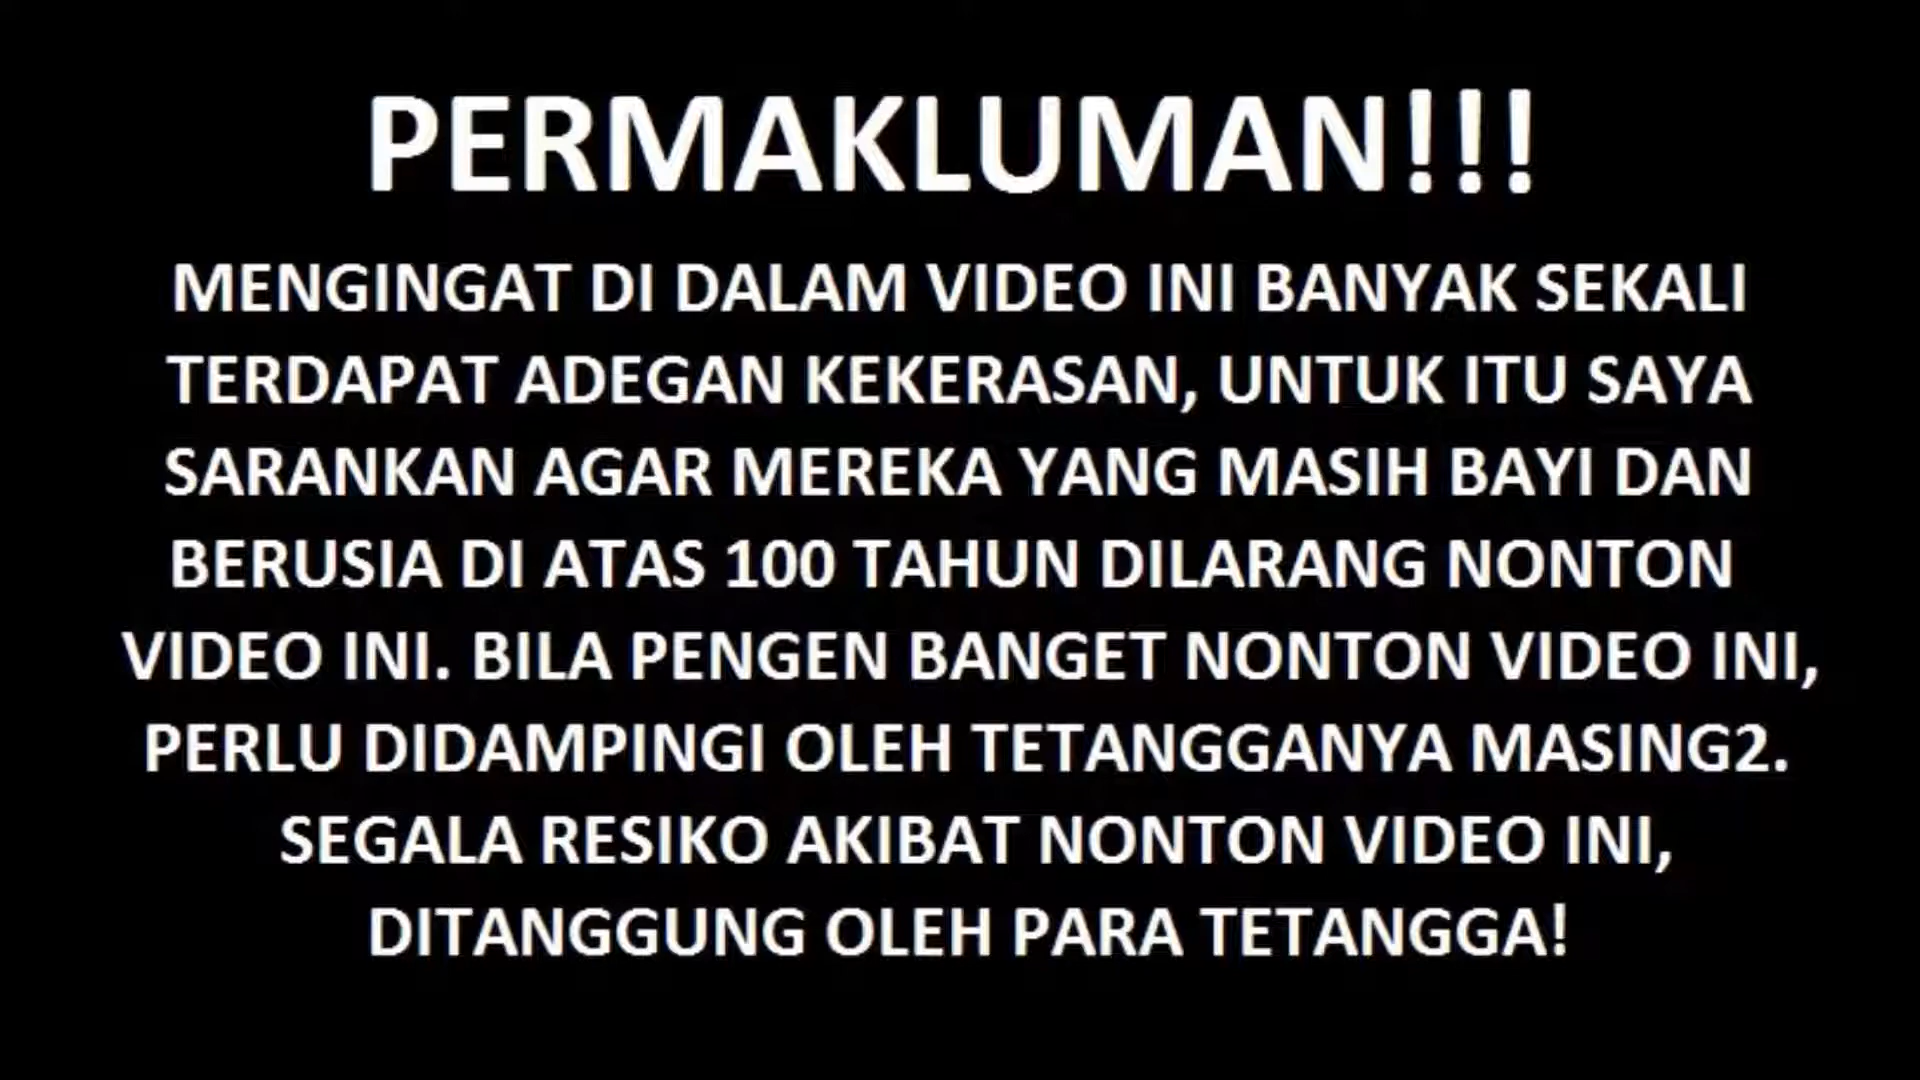 PERMAKLUMAN!!!
MENGINGAT DI DALAM VIDEO INI BANYAK SEKALI
TERDAPAT ADEGAN KEKERASAN, UNTUK ITU SAYA
SARANKAN AGAR MEREKA YANG MASIH BAYI DAN
BERUSIA DI ATAS 100 TAHUN DILARANG NONTON
VIDEO INI. BILA PENGEN BANGET NONTON VIDEO INI,
PERLU DIDAMPINGI OLEH TETANGGANYA MASING2.
SEGALA RESIKO AKIBAT NONTON VIDEO INI,
DITANGGUNG OLEH PARA TETANGGA!